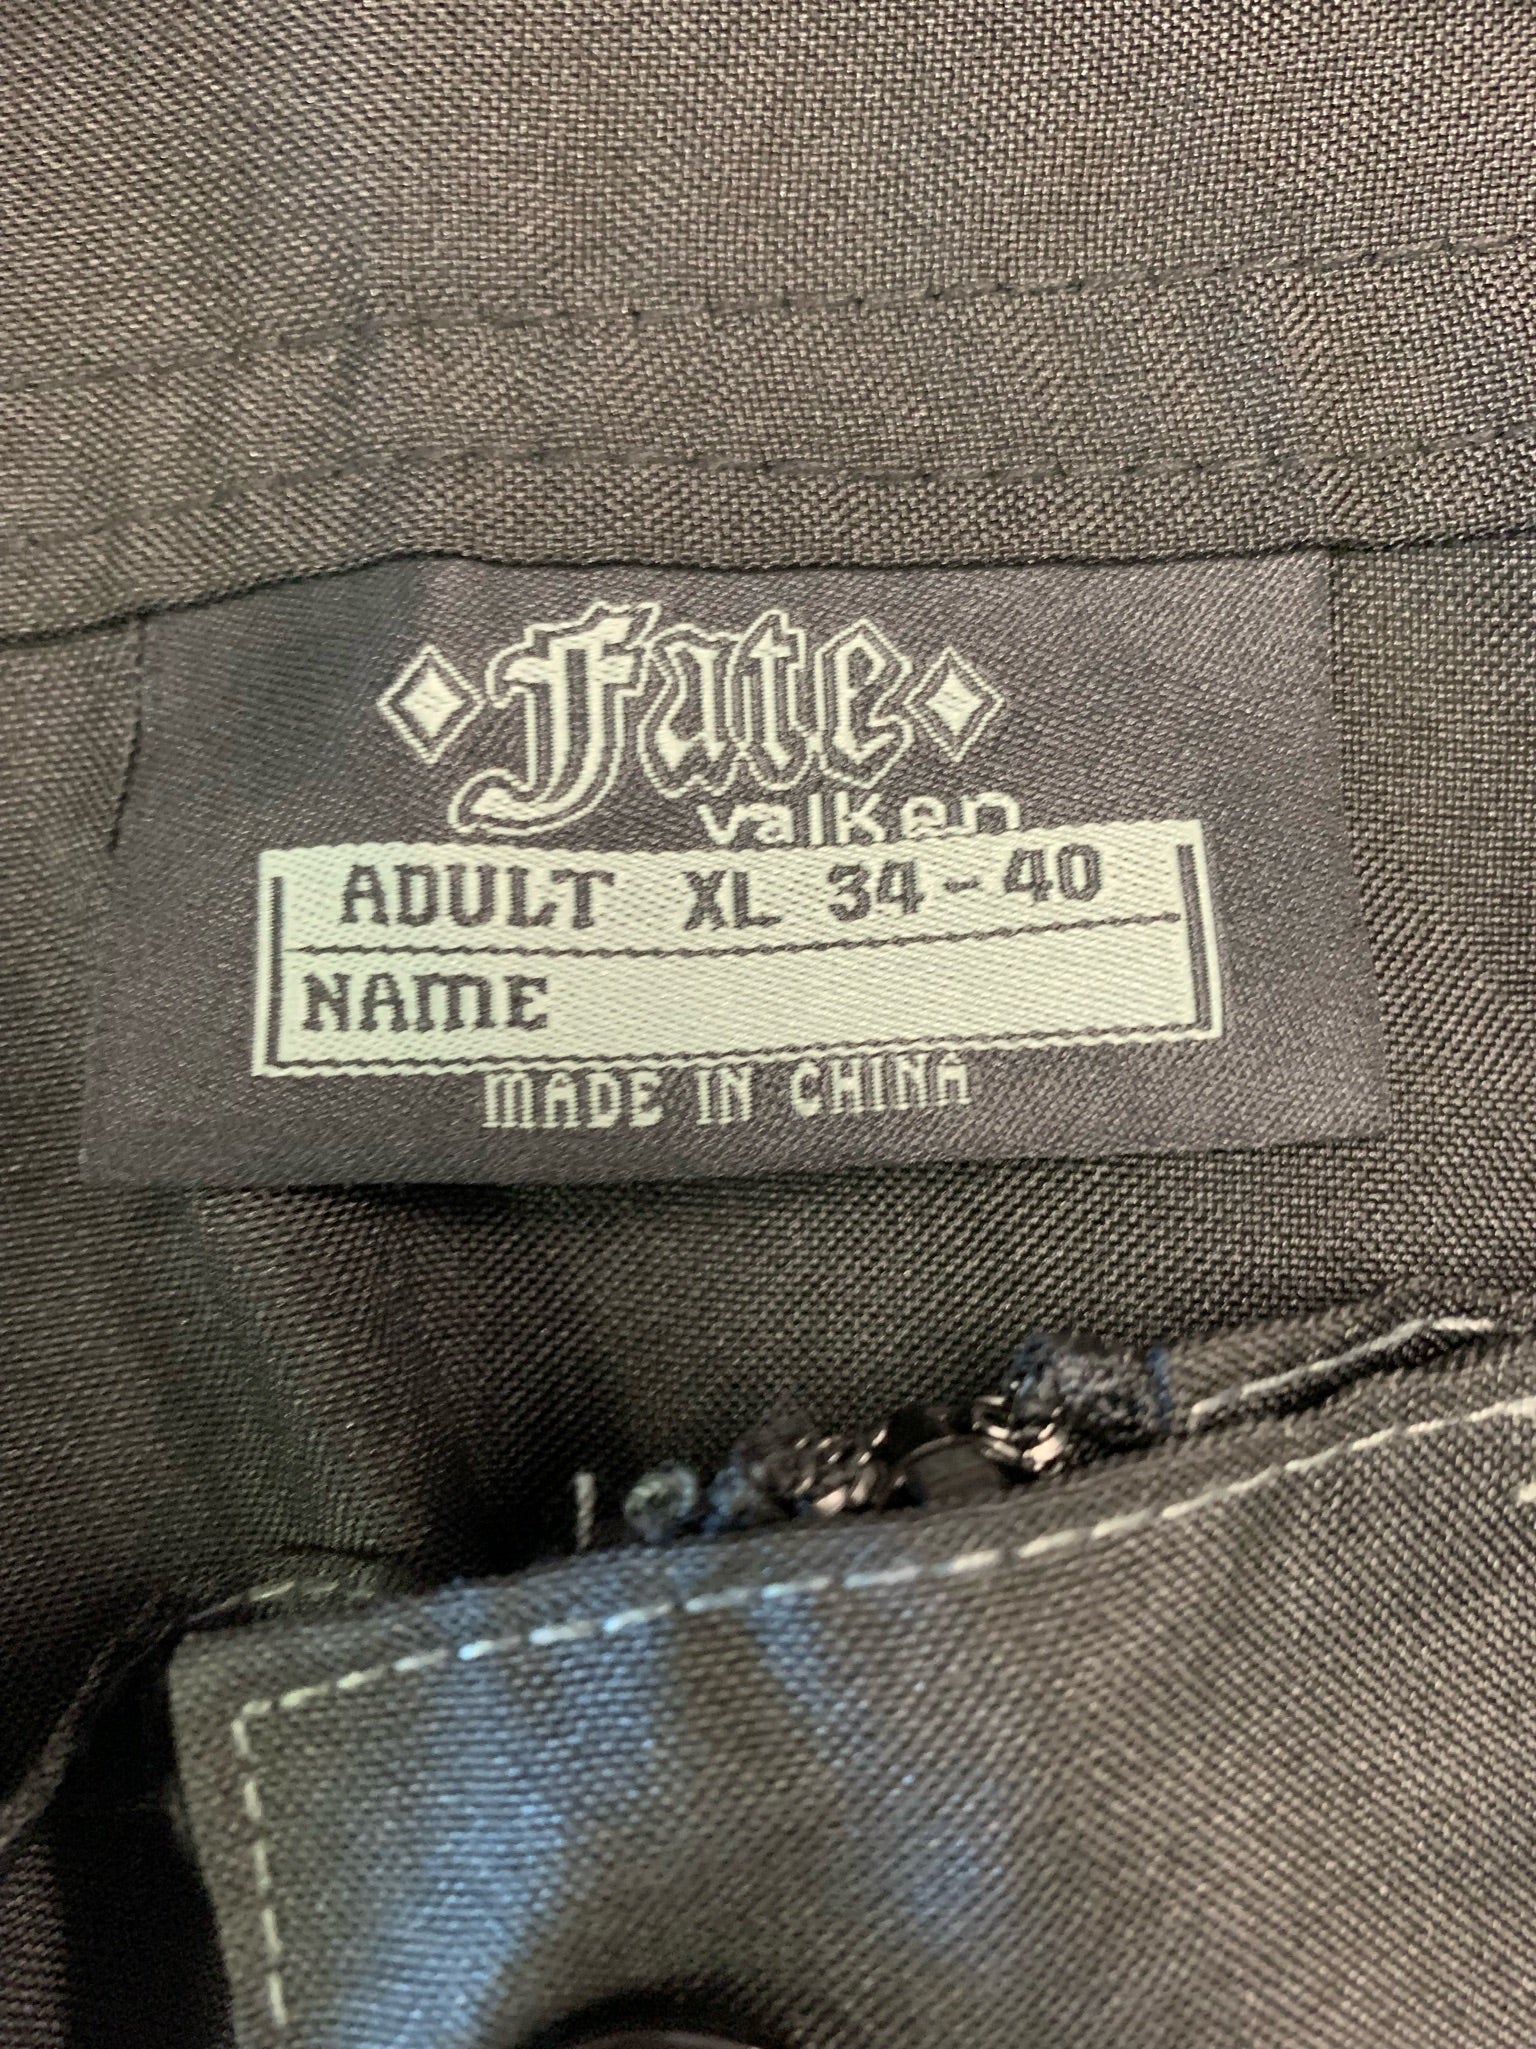 Fate
valken
ADULT XL 34-40
NAME
MADE IN CHINA